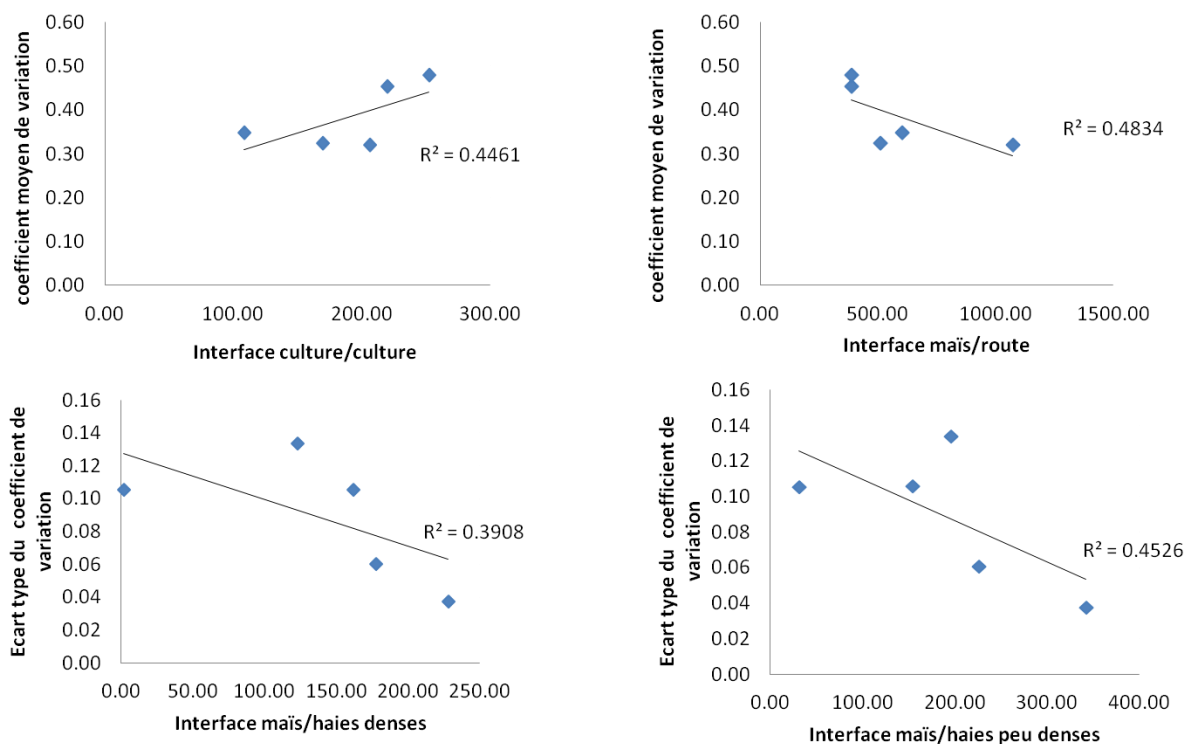 0.60
0.50
0.40
0.30
0.20
0.10
0.00
coefficient moyen de variation
R² = 0.4461
0.00 100.00 200.00 300.00
Interface culture/culture
0.60
0.50
0.40
0.30
0.20
0.10
0.00
coefficient moyen de variation
R² = 0.4834
0.00 500.00 1000.00 1500.00
Interface maïs/route
0.16
0.14
0.12
0.10
0.08
0.06
0.04
0.02
0.00
Ecart type du coefficient de
variation
R² = 0.3908
0.00 50.00 100.00 150.00 200.00 250.00
Interface maïs/haies denses
0.16
0.14
0.12
0.10
0.08
0.06
0.04
0.02
0.00
Ecart type du coefficient de
variation
R² = 0.4526
0.00 100.00 200.00 300.00 400.00
Interface maïs/haies peu denses